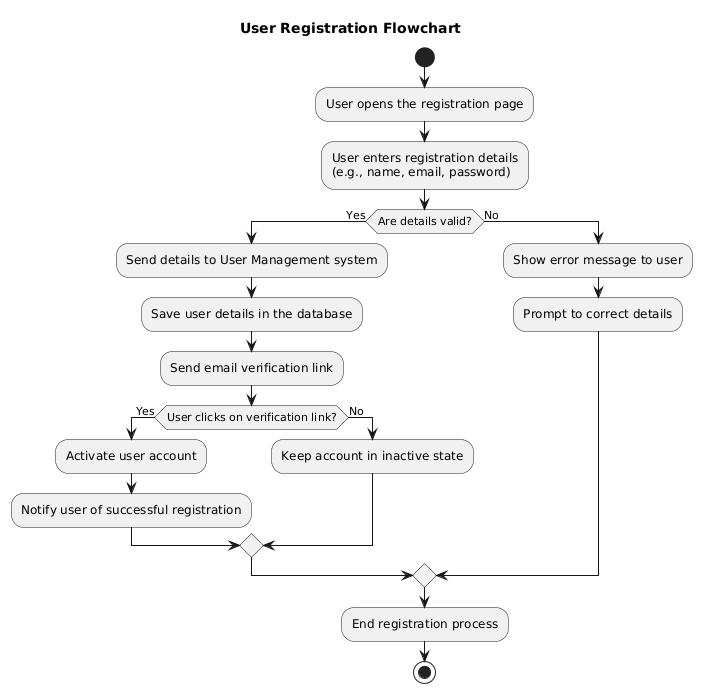 User Registration Flowchart
User opens the registration page
User enters registration details
(e.g., name, email, password)
Yes
Are details valid?
No
Send details to User Management system
Show error message to user
Save user details in the database
Prompt to correct details
Send email verification link
Yes
User clicks on verification link?
No
Activate user account
Keep account in inactive state
Notify user of successful registration
End registration process